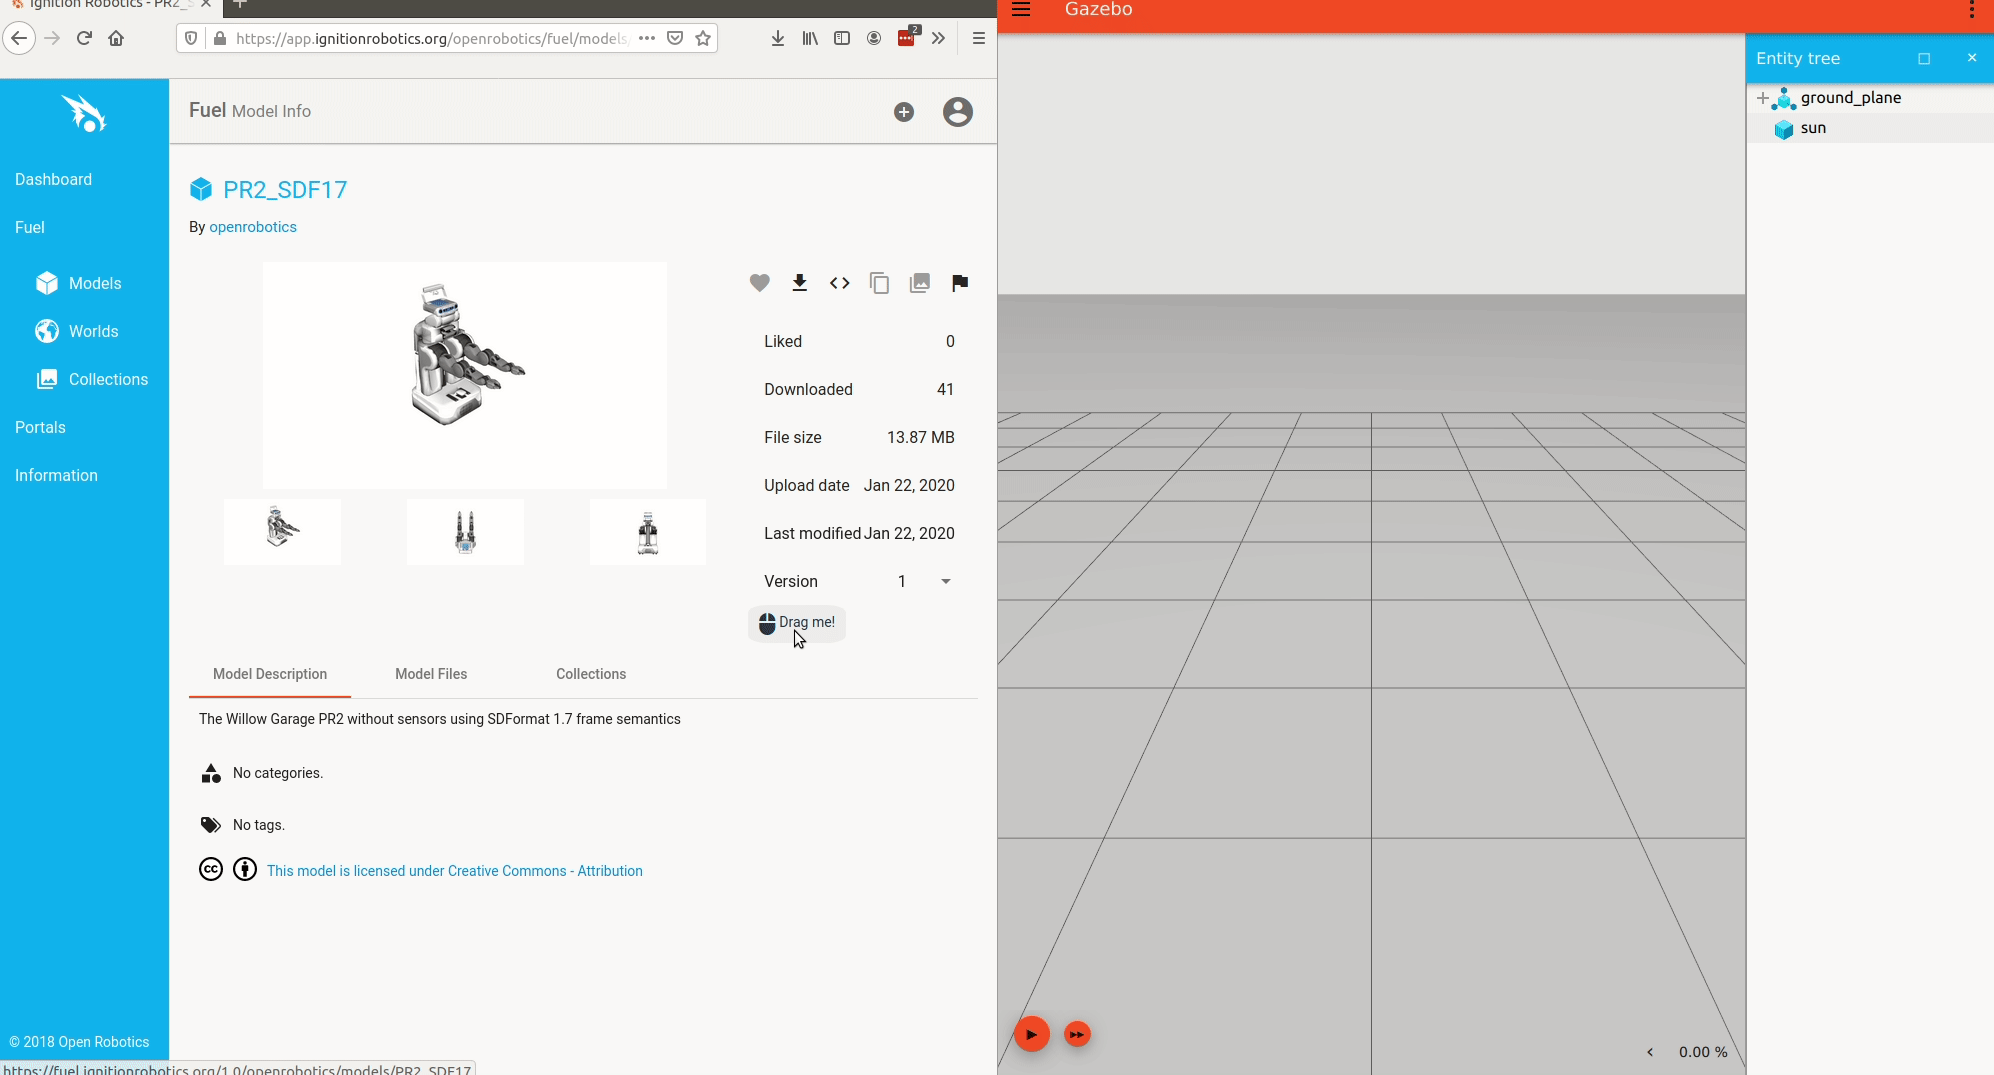 Ignition Robotics - PR2_S
https://app.ignitionrobotics.org/openrobotics/fuel/models/
2
Gazebo
Entity tree
ground_plane
sun
Fuel Model Info
Dashboard
Fuel
Models
Worlds
Collections
Portals
Information
PR2_SDF17
By openrobotics
Liked 0
Downloaded 41
File size 13.87 MB
Upload date Jan 22, 2020
Last modified Jan 22, 2020
Version 1
Drag me!
Model Description
Model Files
Collections
The Willow Garage PR2 without sensors using SDFormat 1.7 frame semantics
No categories.
No tags.
cc
This model is licensed under Creative Commons - Attribution
© 2018 Open Robotics
https://fuel.ignitionrobotics.org/1.0/openrobotics/models/PR2_SDF17
0.00 %